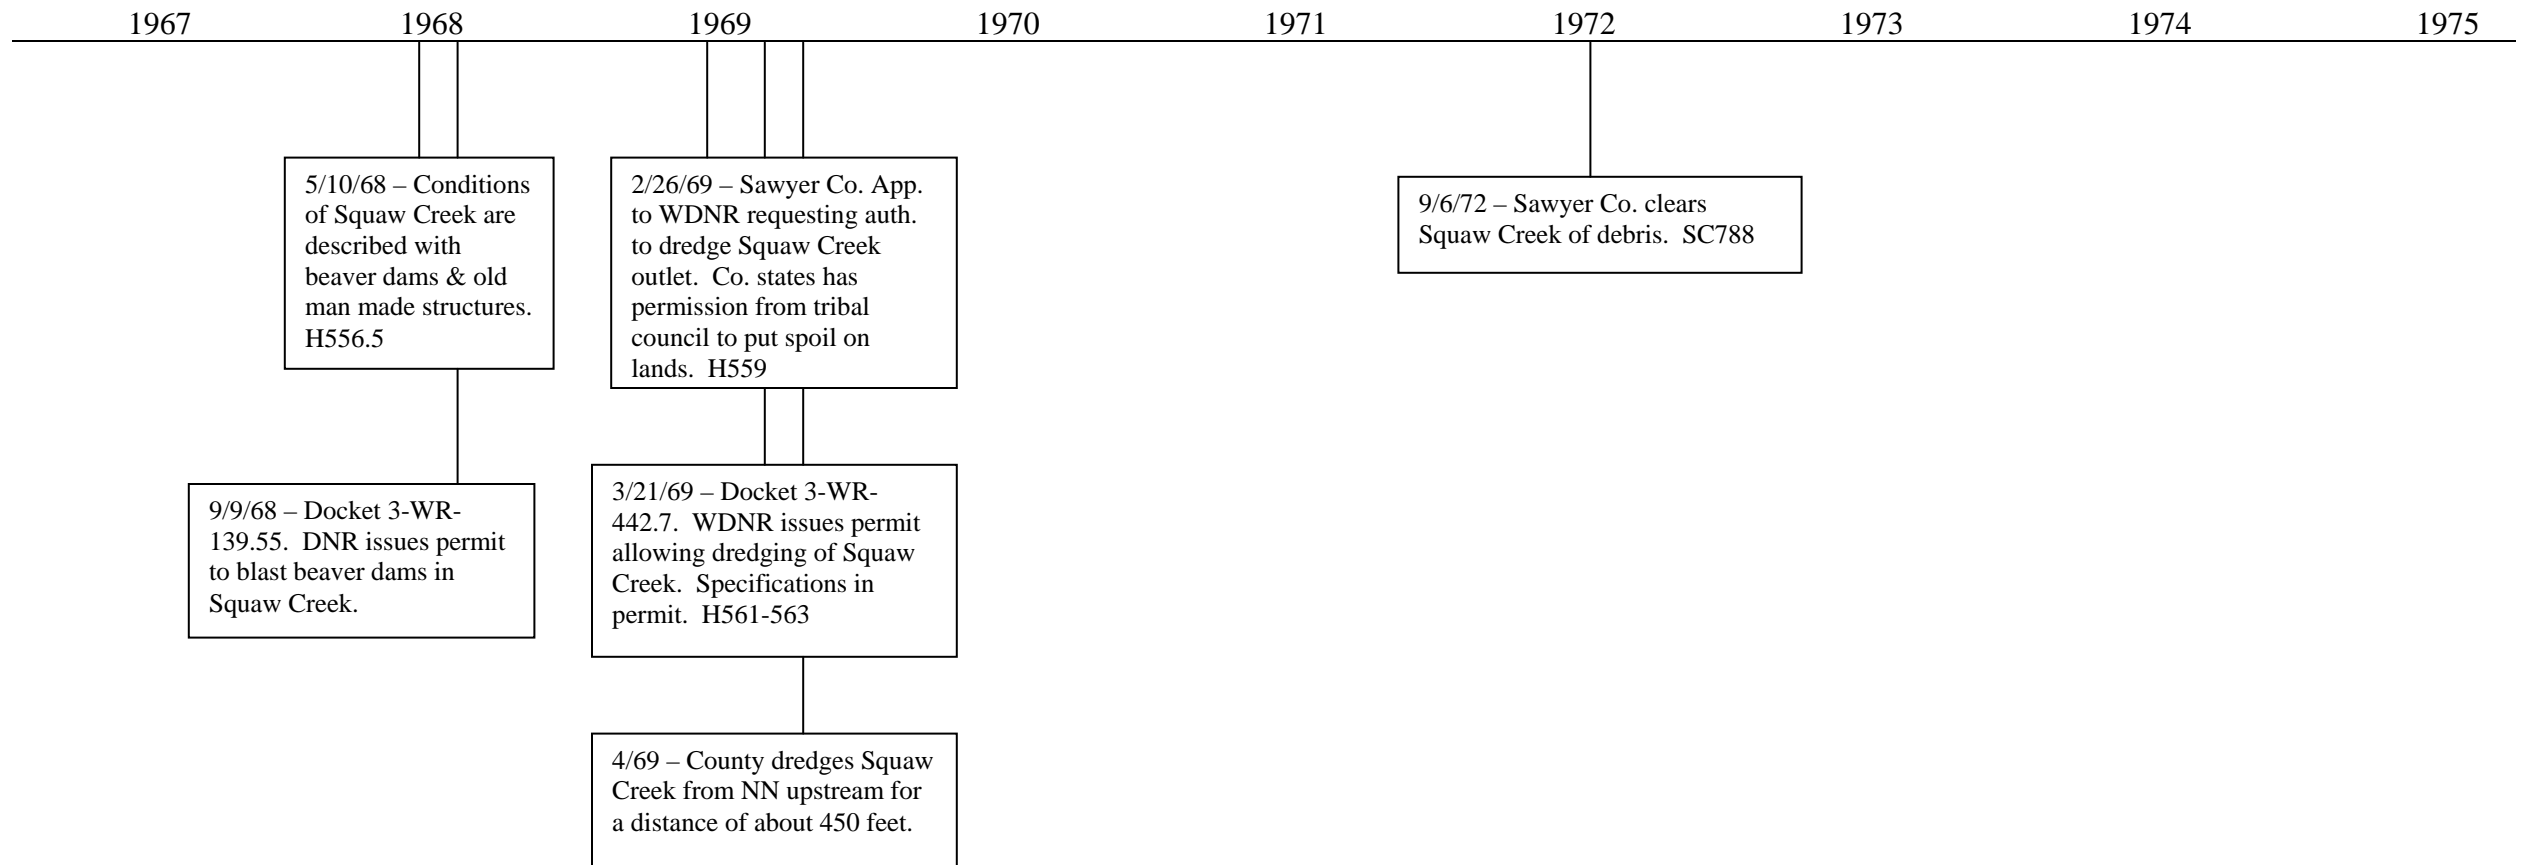 1967 1968 1969 1970 1971 1972 1973 1974 1975
5/10/68 – Conditions
of Squaw Creek are
described with
beaver dams & old
man made structures.
H556.5
9/9/68 – Docket 3-WR-
139.55. DNR issues permit
to blast beaver dams in
Squaw Creek.
2/26/69 – Sawyer Co. App.
to WDNR requesting auth.
to dredge Squaw Creek
outlet. Co. states has
permission from tribal
council to put spoil on
lands. H559
3/21/69 – Docket 3-WR-
442.7. WDNR issues permit
allowing dredging of Squaw
Creek. Specifications in
permit. H561-563
4/69 – County dredges Squaw
Creek from NN upstream for
a distance of about 450 feet.
9/6/72 – Sawyer Co. clears
Squaw Creek of debris. SC788